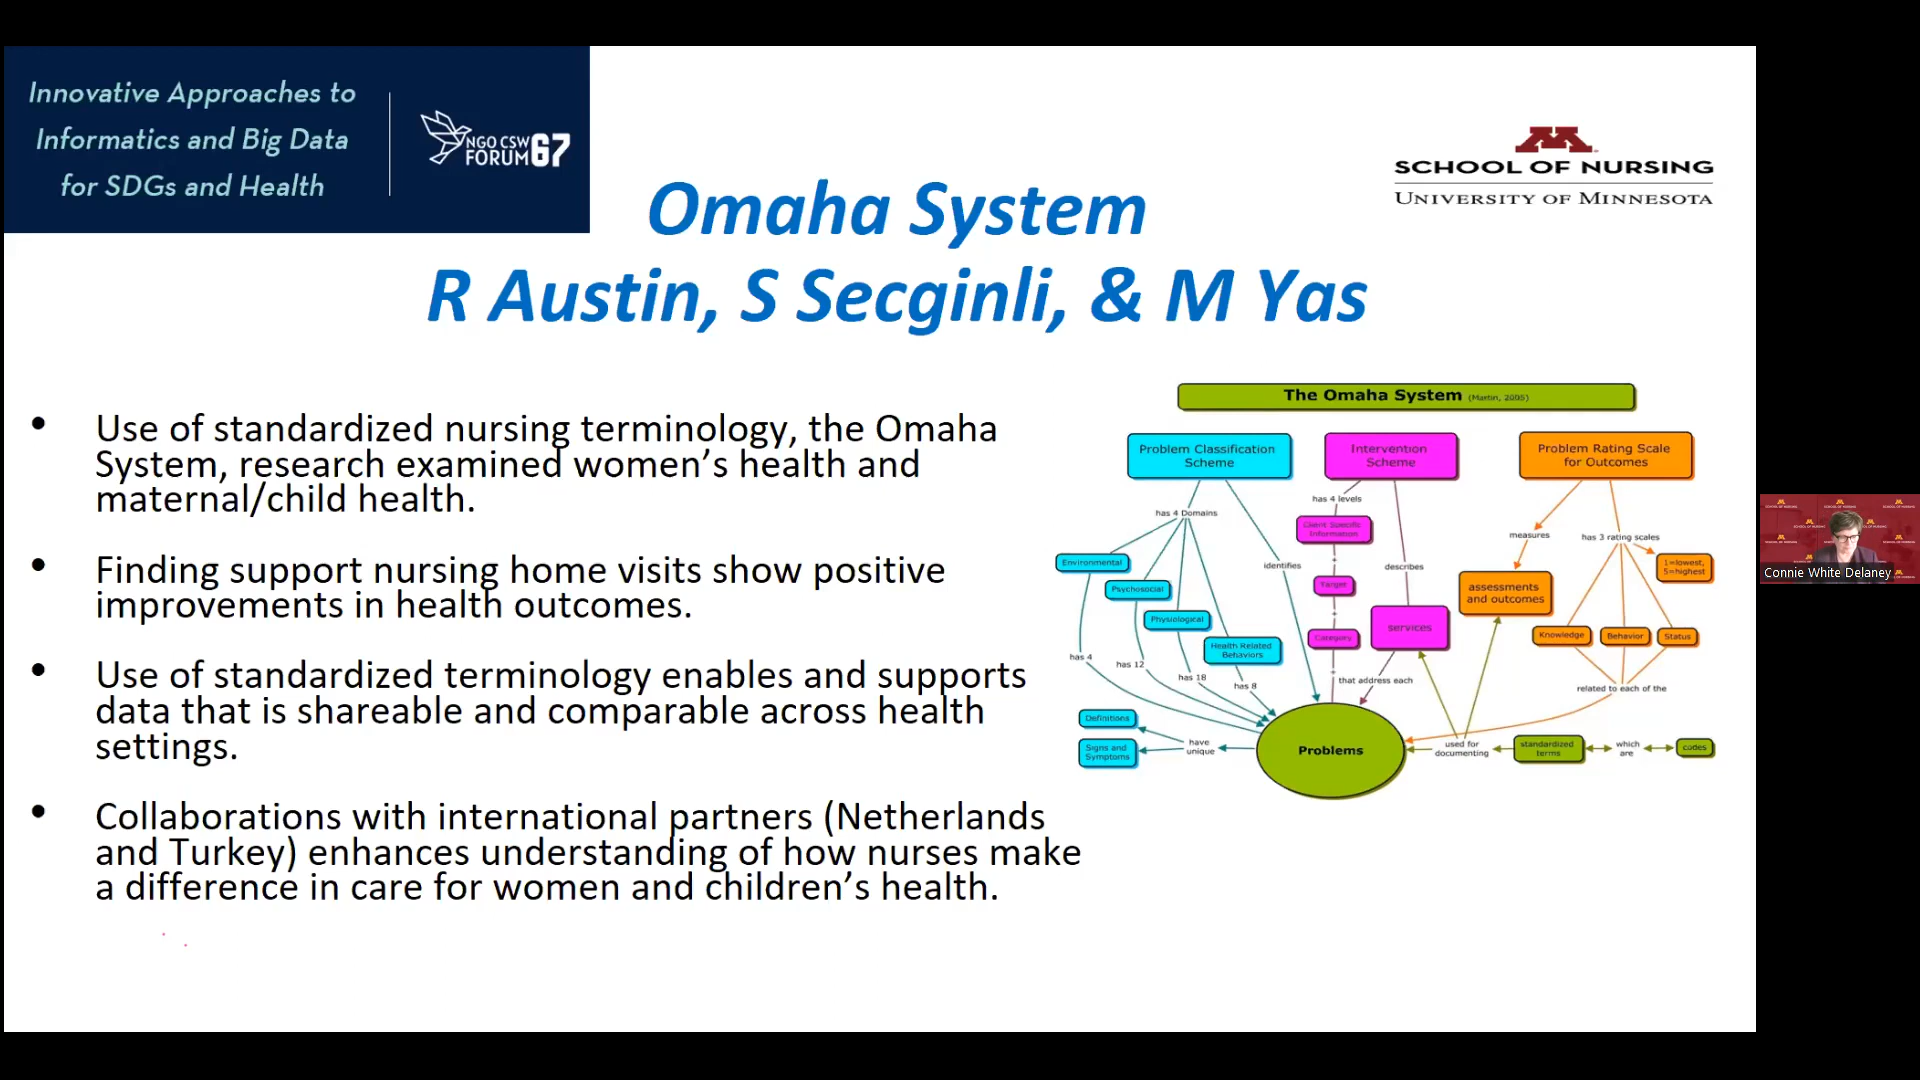 Innovative Approaches to
Informatics and Big Data
for SDGs and Health
NGO CSW
FORUM 67
M
SCHOOL OF NURSING
UNIVERSITY OF MINNESOTA
Omaha System
R Austin, S Secginli, & M Yas
• Use of standardized nursing terminology, the Omaha
System, research examined women’s health and
maternal/child health.
• Finding support nursing home visits show positive
improvements in health outcomes.
• Use of standardized terminology enables and supports
data that is shareable and comparable across health
settings.
• Collaborations with international partners (Netherlands
and Turkey) enhances understanding of how nurses make
a difference in care for women and children’s health.
The Omaha System (Martin, 2005)
Problem Classification
Scheme
Intervention
Scheme
Problem Rating Scale
for Outcomes
has 4 Domains
has 4 levels
Client Specific
Information
measures
has 3 rating scales
Environmental
identifies
describes
1=lowest,
5=highest
Psychosocial
Target
assessments
and outcomes
Physiological
services
Category
Knowledge
Behavior
Status
Health Related
Behaviors
has 4
has 12
has 18
has 8
that address each
related to each of the
Definitions
Signs and
Symptoms
have
unique
Problems
used for
documenting
standardized
terms
which
are
codes
Connie White Delaney